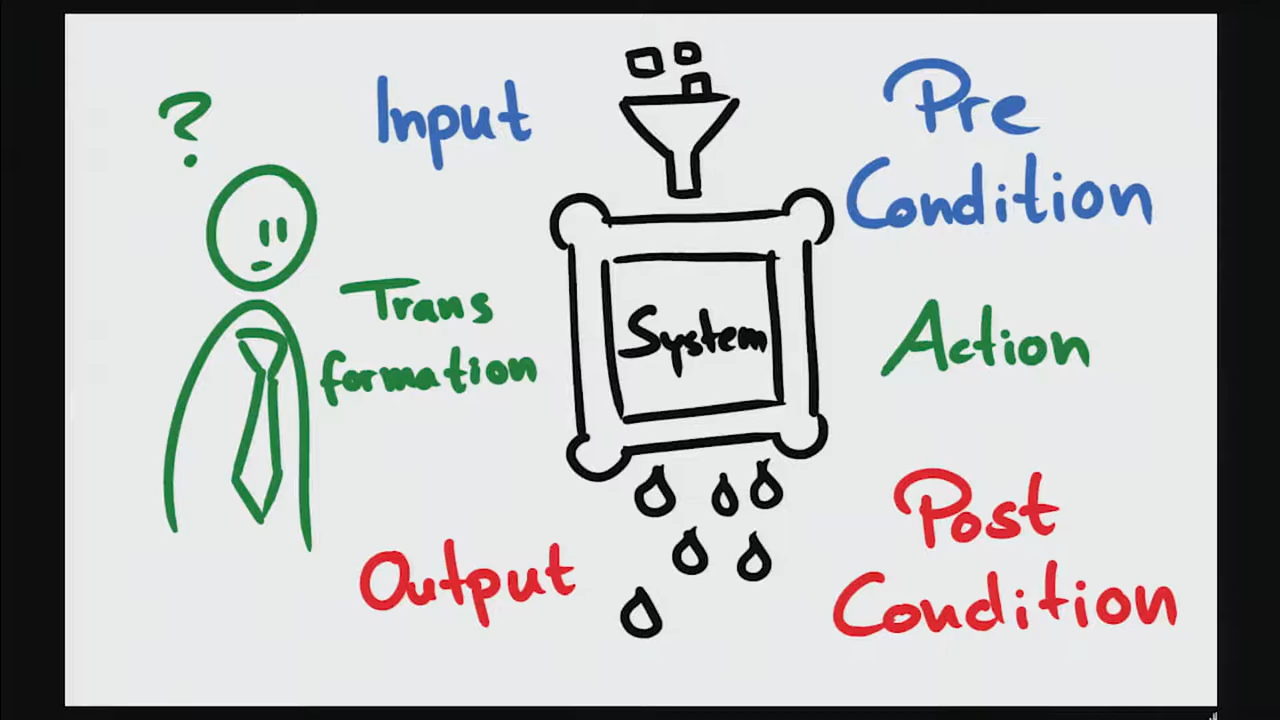 ?
Input
Pre
Condition
Trans
formation
System
Action
Output
Post
Condition